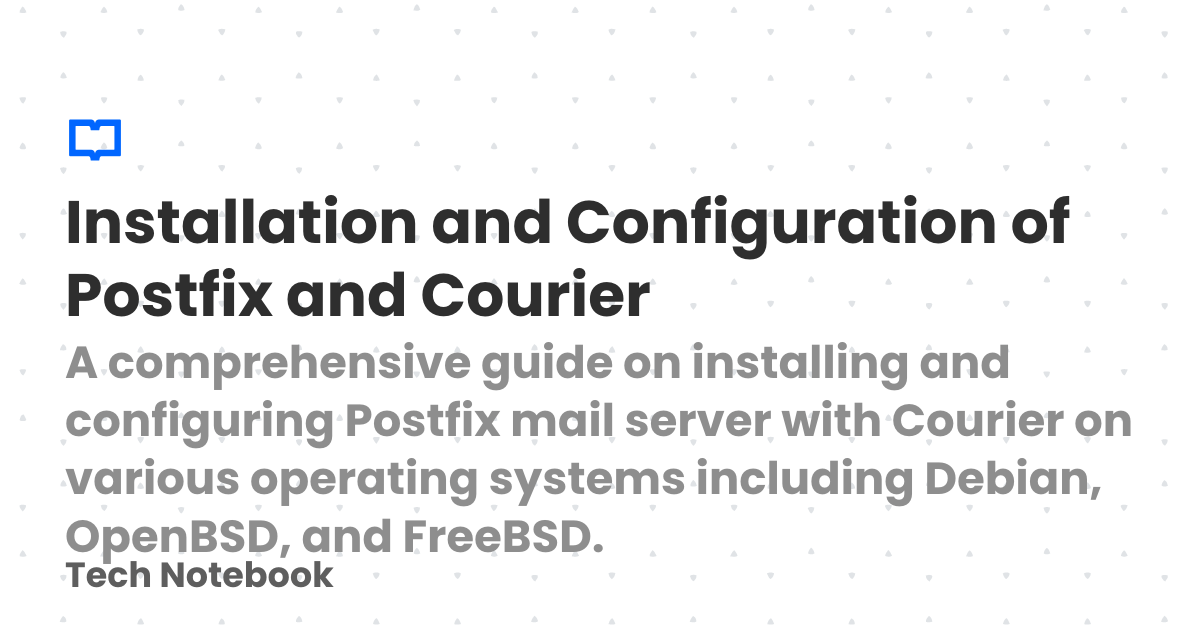 Installation and Configuration of
Postfix and Courier
A comprehensive guide on installing and
configuring Postfix mail server with Courier on
various operating systems including Debian,
OpenBSD, and FreeBSD.
Tech Notebook